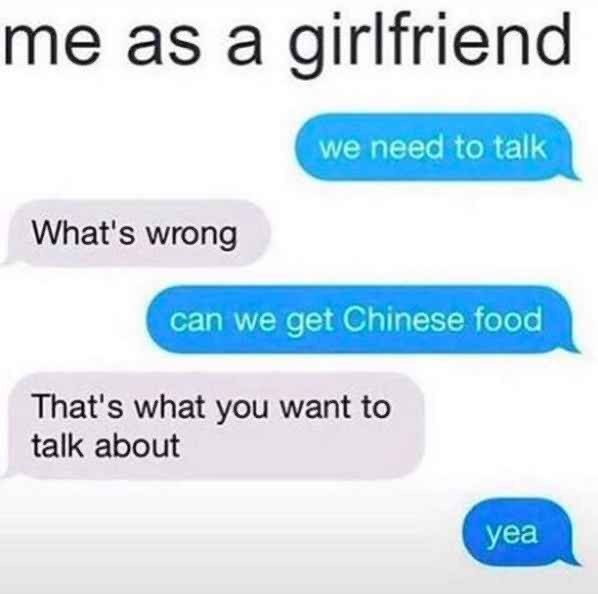 me as a girlfriend
we need to talk
What's wrong
can we get Chinese food
That's what you want to
talk about
yea